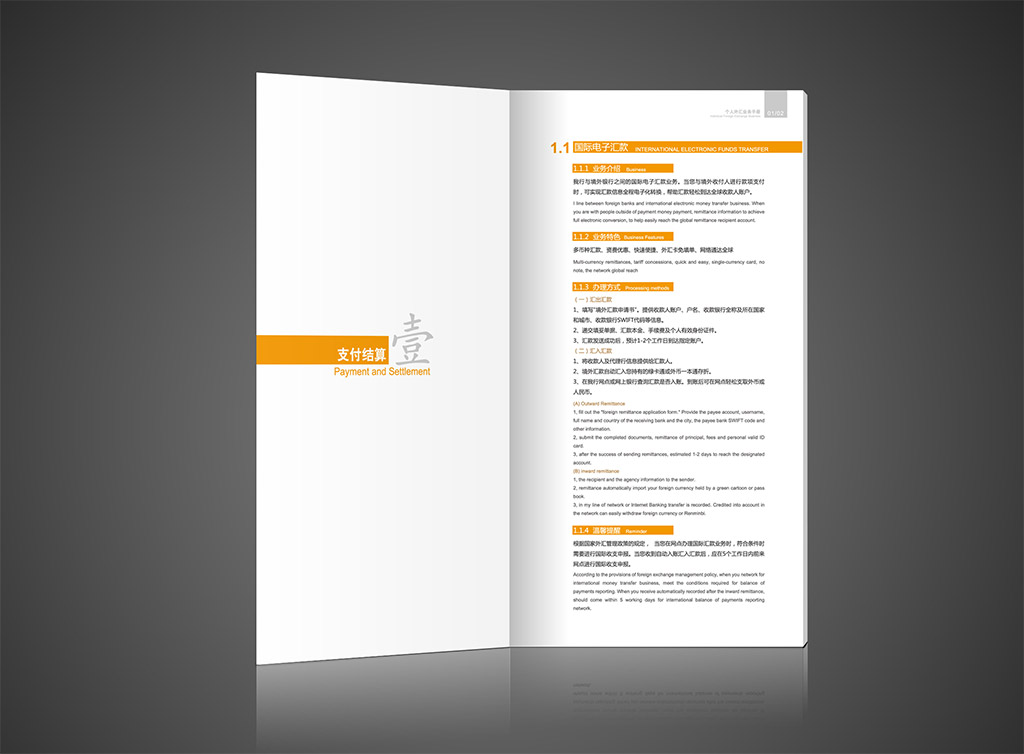 壹
支付结算
Payment and Settlement
个人外汇业务手册
01/02
1.1 国际电子汇款 INTERNATIONAL ELECTRONIC FUNDS TRANSFER
1.1.1 业务介绍 Business
我行与境外银行之间的国际电子汇款业务。当您与境外收付人进行款项支付
时，可实现汇款信息全程电子化转换，帮助汇款轻松到达全球收款人账户。
I line between foreign banks and international electronic money transfer business. When
you are with people outside of payment money payment, remittance information to achieve
full electronic conversion, to help easily reach the global remittance recipient account.
1.1.2 业务特色 Business Features
多币种汇款、资费优惠、快速便捷、外汇卡免填单、网络通达全球
Multi-currency remittances, tariff concessions, quick and easy, single-currency card, no
note, the network global reach
1.1.3 办理方式 Processing methods
（一）汇出汇款
1、填写"境外汇款申请书"。提供收款人账户、户名、收款银行全称及所在国家
和城市、收款银行SWIFT代码等信息。
2、递交填妥单据、汇款本金、手续费及个人有效身份证件。
3、汇款发送成功后，预计1-2个工作日到达指定账户。
（二）汇入汇款
1、将收款人及代理行信息提供给汇款人。
2、境外汇款自动汇入您持有的绿卡通或外币一本通存折。
3、在我行网点或网上银行查询汇款是否入账。到账后可在网点轻松支取外币或
人民币。
(A) Outward Remittance
1, fill out the "foreign remittance application form." Provide the payee account, username,
full name and country of the receiving bank and the city, the payee bank SWIFT code and
other information.
2, submit the completed documents, remittance of principal, fees and personal valid ID
card.
3, after the success of sending remittances, estimated 1-2 days to reach the designated
account.
(B) Inward remittance
1, the recipient and the agency information to the sender.
2, remittance automatically import your foreign currency held by a green cartoon or pass
book.
3, in my line of network or Internet Banking transfer is recorded. Credited into account in
the network can easily withdraw foreign currency or Renminbi.
1.1.4 温馨提醒 Reminder
根据国家外汇管理政策的规定， 当您在网点办理国际汇款业务时，符合条件时
需要进行国际收支申报。当您收到自动入账汇入汇款后，应在5个工作日内前来
网点进行国际收支申报。
According to the provisions of foreign exchange management policy, when you network for
international money transfer business, meet the conditions required for balance of
payments reporting. When you receive automatically recorded after the inward remittance,
should come within 5 working days for international balance of payments reporting
network.